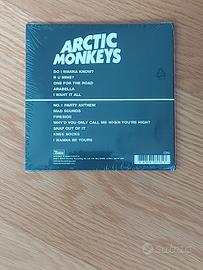 ARCTIC
MONKEYS
DO I WANNA KNOW?
R U MINE?
ONE FOR THE ROAD
ARABELLA
I WANT IT ALL
NO. 1 PARTY ANTHEM
MAD SOUNDS
FIRESIDE
WHY'D YOU ONLY CALL ME WHEN YOU'RE HIGH?
SNAP OUT OF IT
KNEE SOCKS
I WANNA BE YOURS
Subito